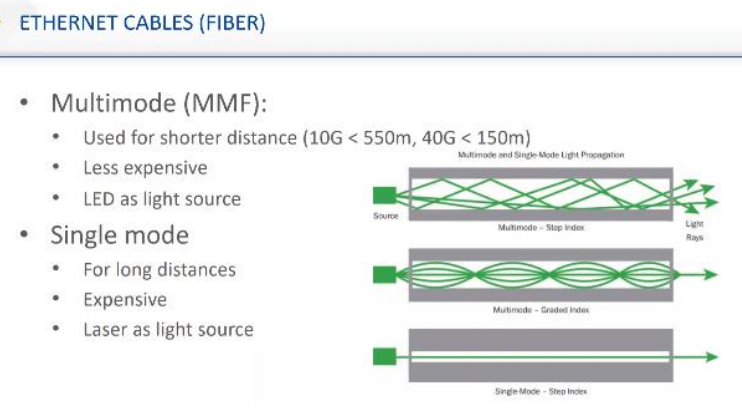 ETHERNET CABLES (FIBER)
• Multimode (MMF):
• Used for shorter distance (10G < 550m, 40G < 150m)
• Less expensive
• LED as light source
• Single mode
• For long distances
• Expensive
• Laser as light source
Multimode and Single-Mode Light Propagation
Source
Multimode – Step Index
Light
Rays
Multimode – Graded Index
Single-Mode – Step Index